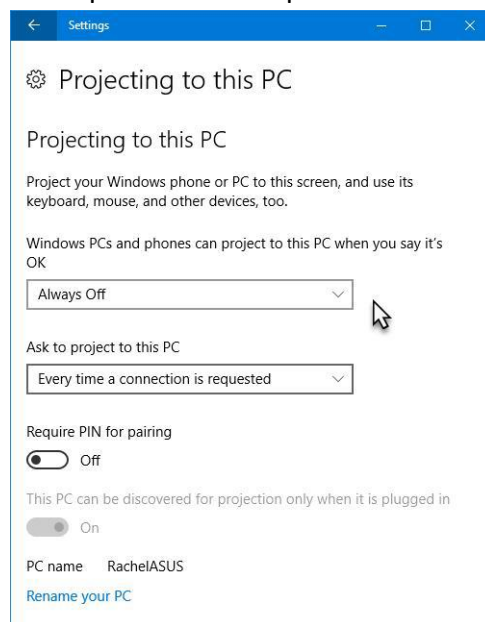 Settings
Projecting to this PC
Projecting to this PC
Project your Windows phone or PC to this screen, and use its
keyboard, mouse, and other devices, too.
Windows PCs and phones can project to this PC when you say it's
OK
Always Off
Ask to project to this PC
Every time a connection is requested
Require PIN for pairing
Off
This PC can be discovered for projection only when it is plugged in
On
PC name RachelASUS
Rename your PC